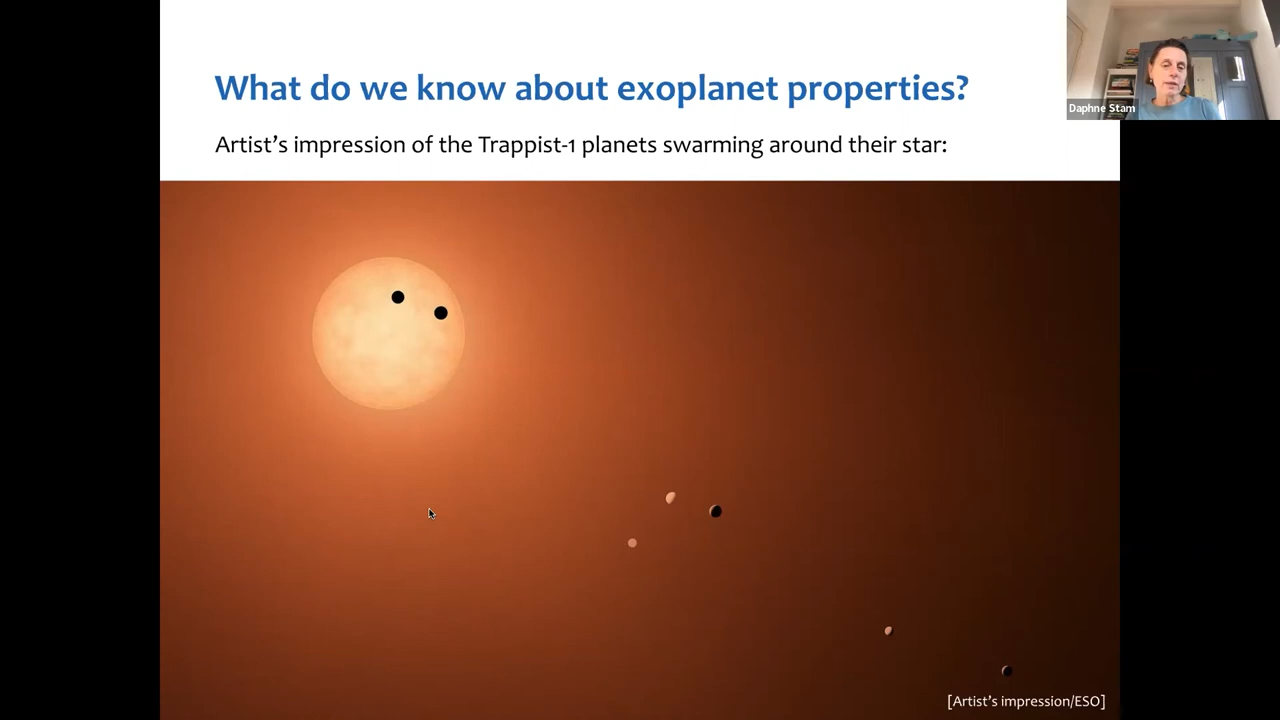 What do we know about exoplanet properties?
Daphne Stam
Artist’s impression of the Trappist-1 planets swarming around their star:
[Artist’s impression/ESO]